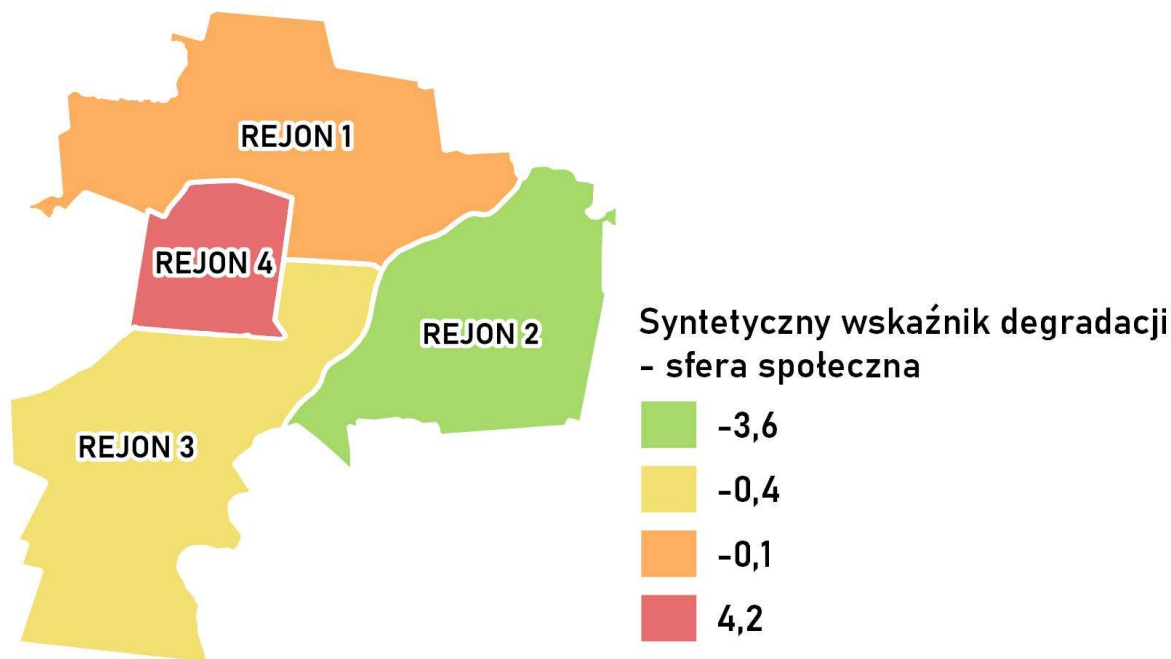 REJON 1
REJON 4
REJON 2
REJON 3
Syntetyczny wskaźnik degradacji
- sfera społeczna
-3,6
-0,4
-0,1
4,2